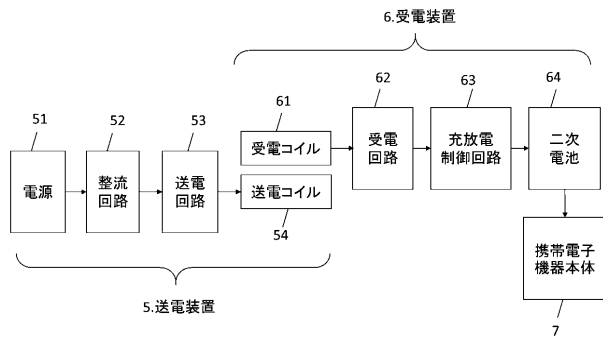 6.受電装置
61
62
63
64
51
52
53
受電コイル
受電
回路
充放電
制御回路
二次
電池
電源
整流
回路
送電
回路
送電コイル
54
携帯電子
機器本体
5.送電装置
7